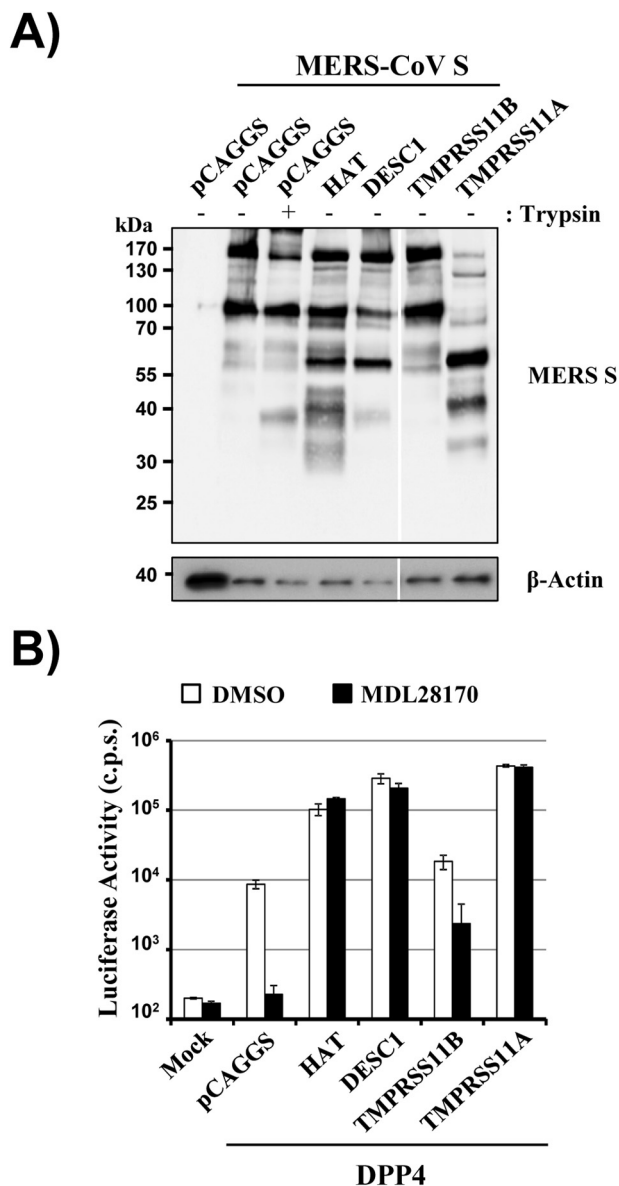 A)
MERS-CoV S
pCAGGS pCAGGS pCAGGS HAT DESC1 TMPRSS11B TMPRSS11A
- - + - - - - : Trypsin
kDa
170
130
100
70
55
40
30
25
MERS S
40
β-Actin
B)
DMSO MDL28170
Luciferase Activity (c.p.s.)
10⁶
10⁵
10⁴
10³
10²
Mock pCAGGS HAT DESC1 TMPRSS11B TMPRSS11A
DPP4